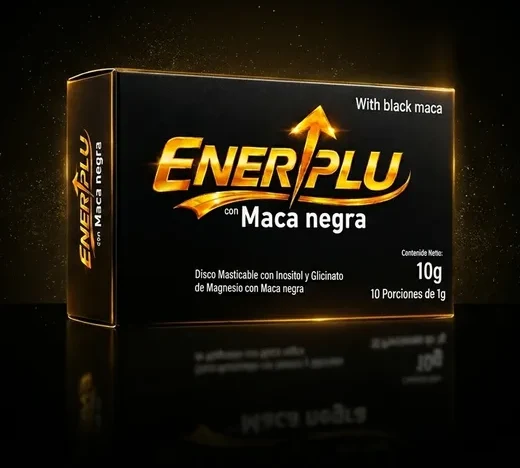 With black maca
ENERPLU
con Maca negra
Disco Masticable con Inositol y Glicinato
de Magnesio con Maca negra
Contenido Neto:
10g
10 Porciones de 1g
ENERPLU
con Maca negra